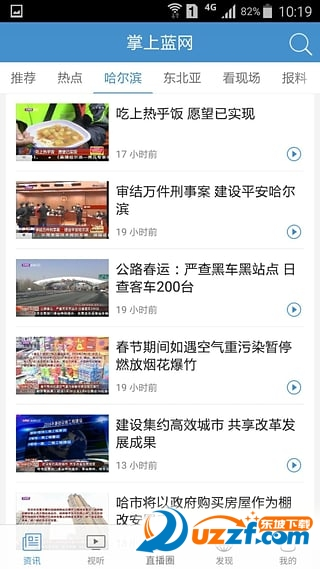 4G 82% 10:19
掌上蓝网
推荐 热点 哈尔滨 东北亚 看现场 报料
吃上热乎饭 愿望已实现
17 小时前
审结万件刑事案 建设平安哈尔
滨
19 小时前
公路春运：严查黑车黑站点 日
查客车200台
19 小时前
春节期间如遇空气重污染暂停
燃放烟花爆竹
19 小时前
建设集约高效城市 共享改革发
展成果
13 小时前
哈市将以政府购买房屋作为棚
改安
东坡下载
uzzf.com
资讯 视听 直播圈 发现 我的